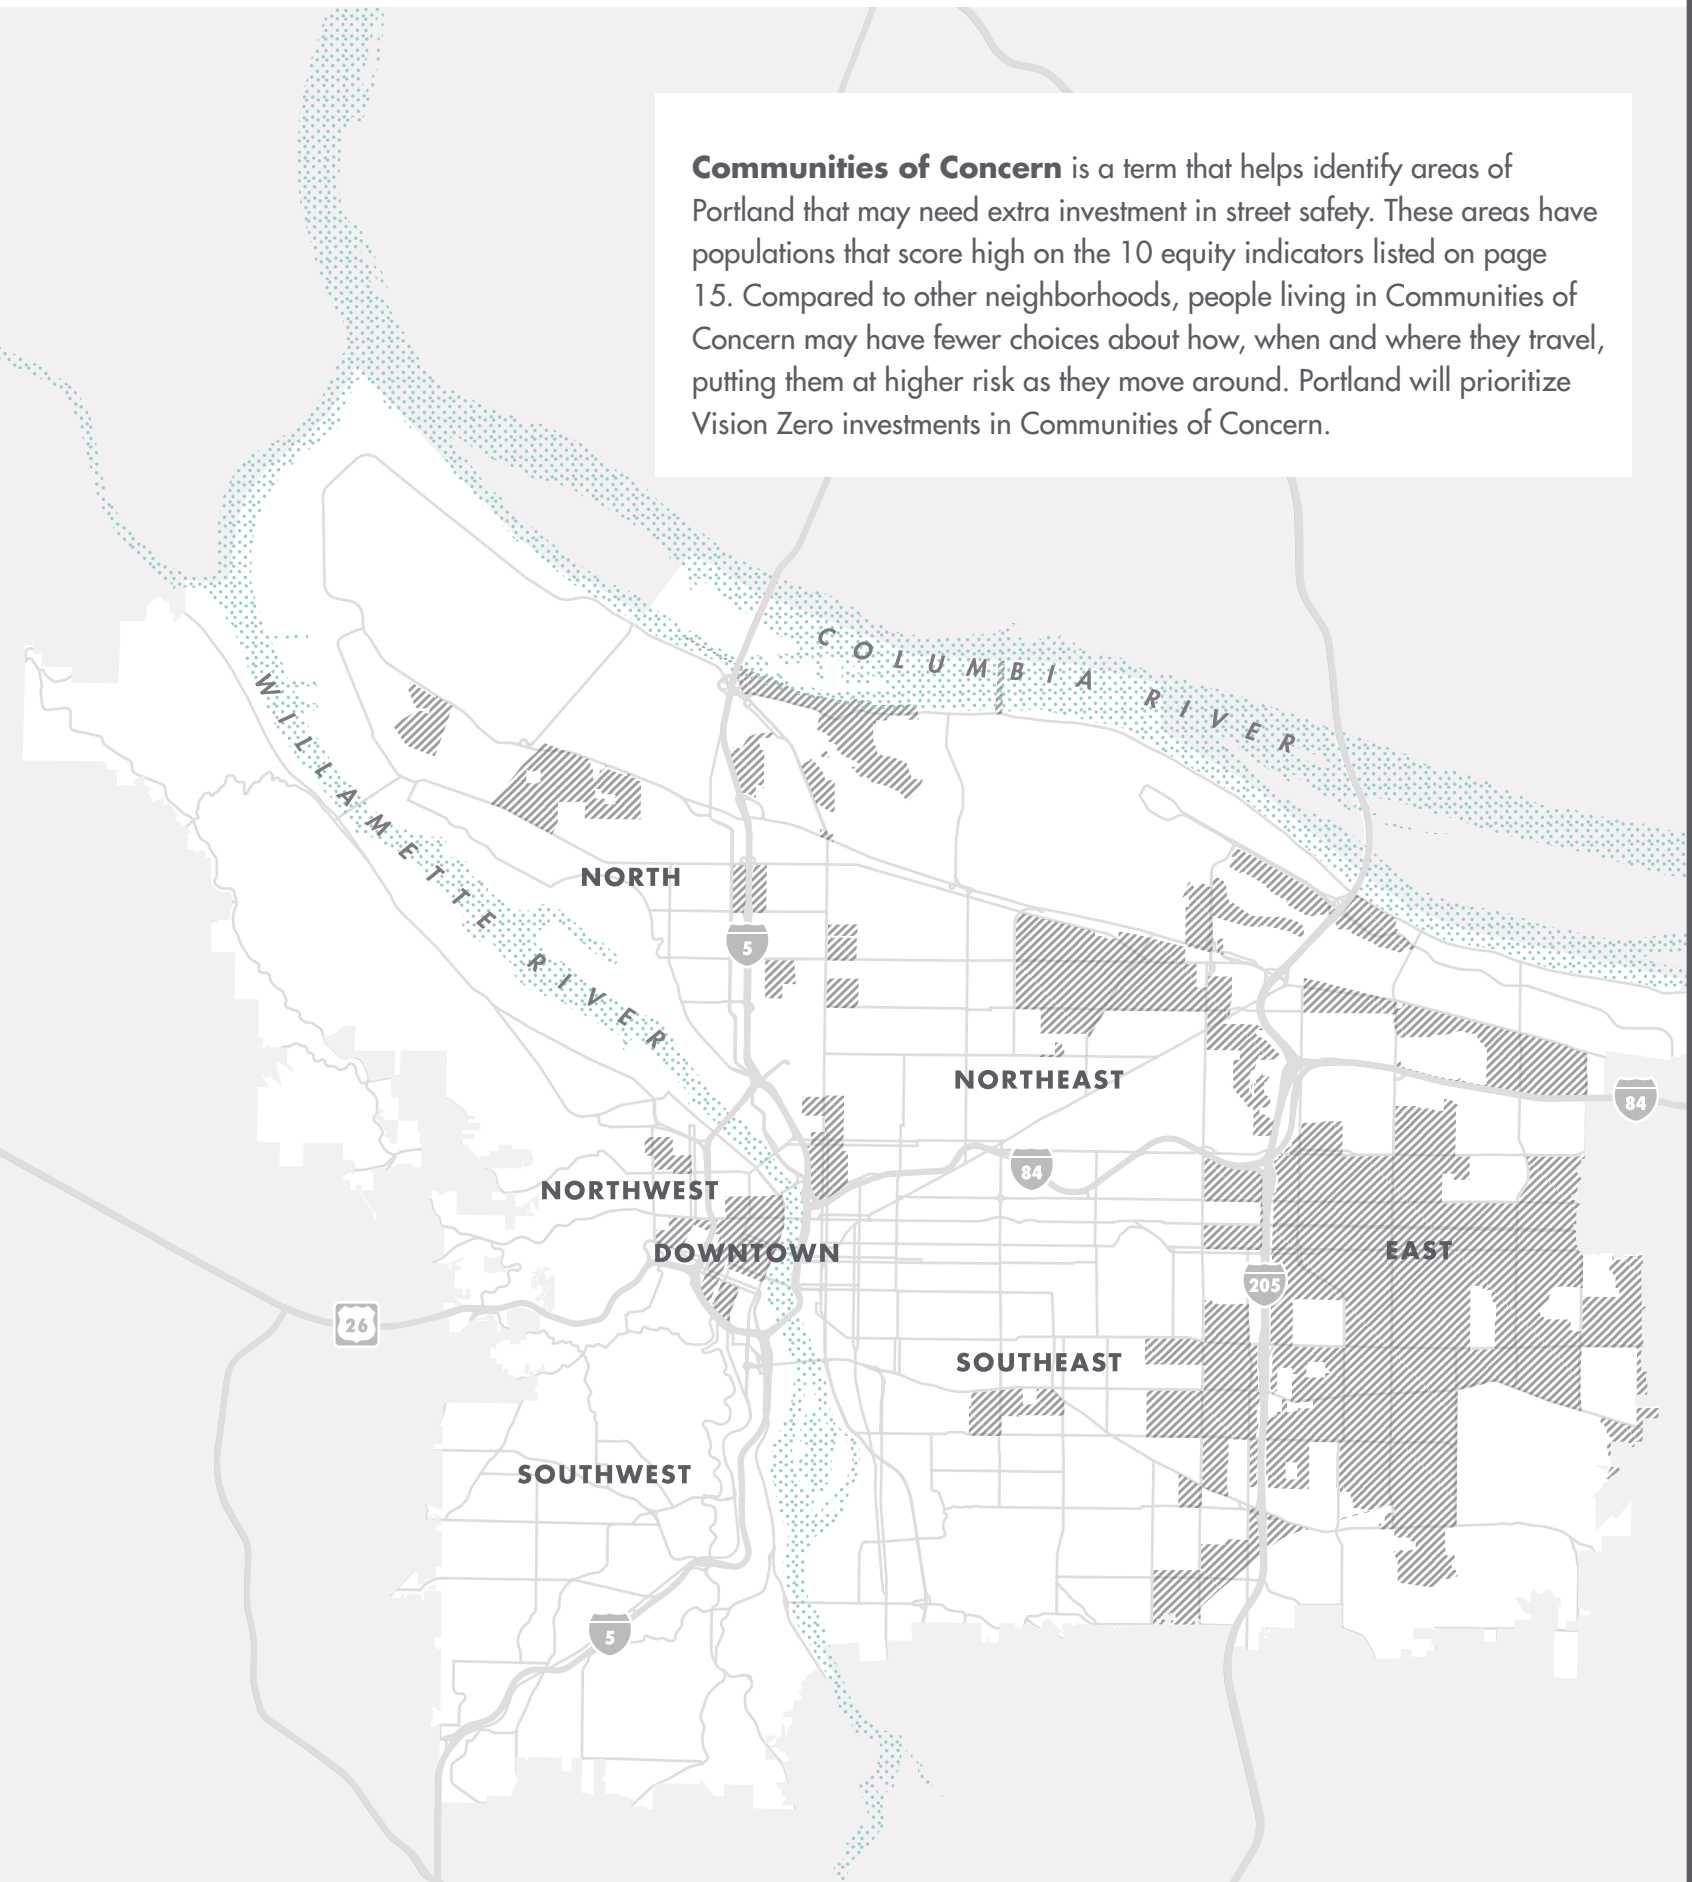 Communities of Concern is a term that helps identify areas of
Portland that may need extra investment in street safety. These areas have
populations that score high on the 10 equity indicators listed on page
15. Compared to other neighborhoods, people living in Communities of
Concern may have fewer choices about how, when and where they travel,
putting them at higher risk as they move around. Portland will prioritize
Vision Zero investments in Communities of Concern.
COLUMBIA RIVER
WILLAMETTE RIVER
NORTH
5
NORTHEAST
84
84
NORTHWEST
DOWNTOWN
EAST
205
26
SOUTHEAST
SOUTHWEST
5